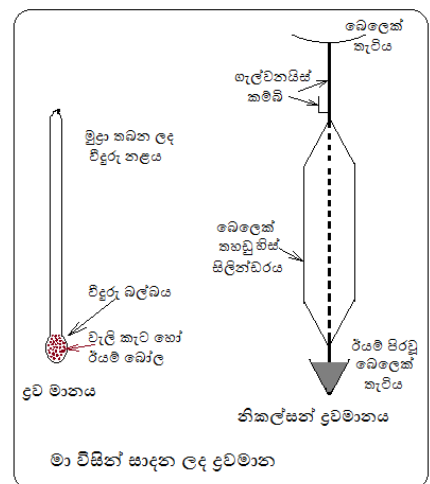 බෙලෙක්
තැටිය
ගැල්වනයිස්
කම්බි
මුද්‍රා තබන ලද
වීදුරු නළය
බෙලෙක්
තහඩු හිස්
සිලින්ඩරය
වීදුරු බල්බය
වැලි කැට හෝ
ඊයම් බෝල
ද්‍රව මානය
ඊයම් පිරවූ
බෙලෙක්
තැටිය
නිකල්සන් ද්‍රවමානය
මා විසින් සාදන ලද ද්‍රවමාන